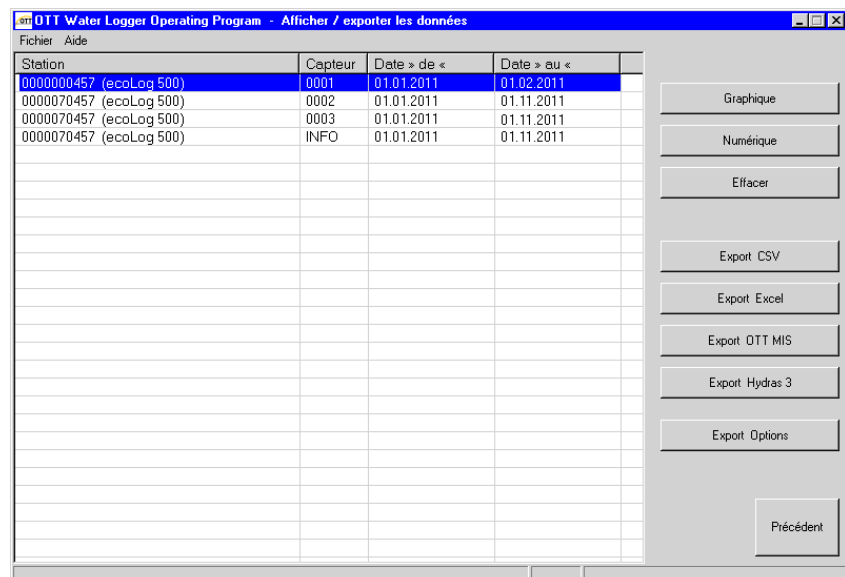 OTT OTT Water Logger Operating Program - Afficher / exporter les données
Fichier Aide
Station Capteur Date » de « Date » au «
0000000457 (ecoLog 500) 0001 01.01.2011 01.02.2011
0000070457 (ecoLog 500) 0002 01.01.2011 01.11.2011
0000070457 (ecoLog 500) 0003 01.01.2011 01.11.2011
0000070457 (ecoLog 500) INFO 01.01.2011 01.11.2011
Graphique
Numérique
Effacer
Export CSV
Export Excel
Export OTT MIS
Export Hydras 3
Export Options
Précédent